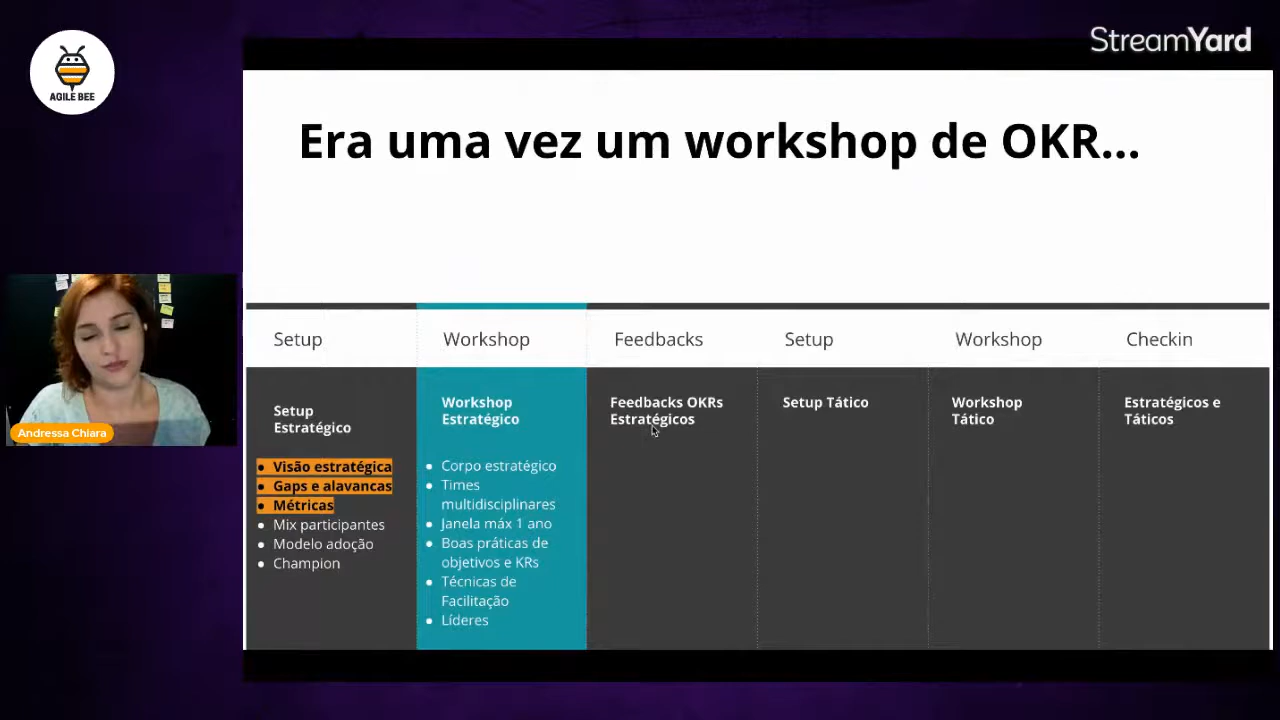 StreamYard
AGILE BEE
Era uma vez um workshop de OKR...
Setup
Workshop
Feedbacks
Setup
Workshop
Checkin
Setup
Estratégico
• Visão estratégica
• Gaps e alavancas
• Métricas
• Mix participantes
• Modelo adoção
• Champion
Workshop
Estratégico
• Corpo estratégico
• Times
multidisciplinares
• Janela máx 1 ano
• Boas práticas de
objetivos e KRs
• Técnicas de
Facilitação
• Líderes
Feedbacks OKRs
Estratégicos
Setup Tático
Workshop
Tático
Estratégicos e
Táticos
Andressa Chiara